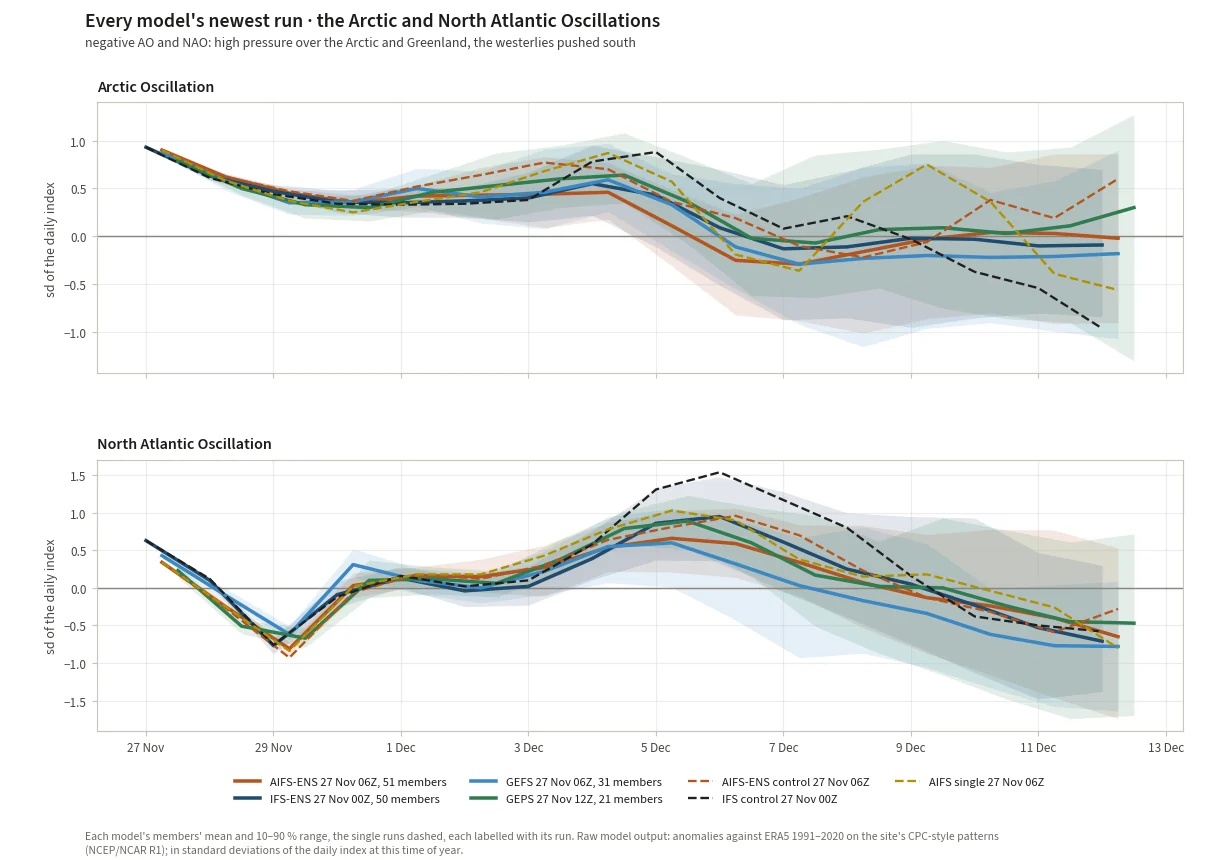 Every model's newest run · the Arctic and North Atlantic Oscillations
negative AO and NAO: high pressure over the Arctic and Greenland, the westerlies pushed south
Arctic Oscillation
sd of the daily index
1.0
0.5
0.0
−0.5
−1.0
North Atlantic Oscillation
sd of the daily index
1.5
1.0
0.5
0.0
−0.5
−1.0
−1.5
27 Nov 29 Nov 1 Dec 3 Dec 5 Dec 7 Dec 9 Dec 11 Dec 13 Dec
AIFS-ENS 27 Nov 06Z, 51 members GEFS 27 Nov 06Z, 31 members AIFS-ENS control 27 Nov 06Z AIFS single 27 Nov 06Z
IFS-ENS 27 Nov 00Z, 50 members GEPS 27 Nov 12Z, 21 members IFS control 27 Nov 00Z
Each model's members' mean and 10–90 % range, the single runs dashed, each labelled with its run. Raw model output: anomalies against ERA5 1991–2020 on the site's CPC-style patterns
(NCEP/NCAR R1); in standard deviations of the daily index at this time of year.